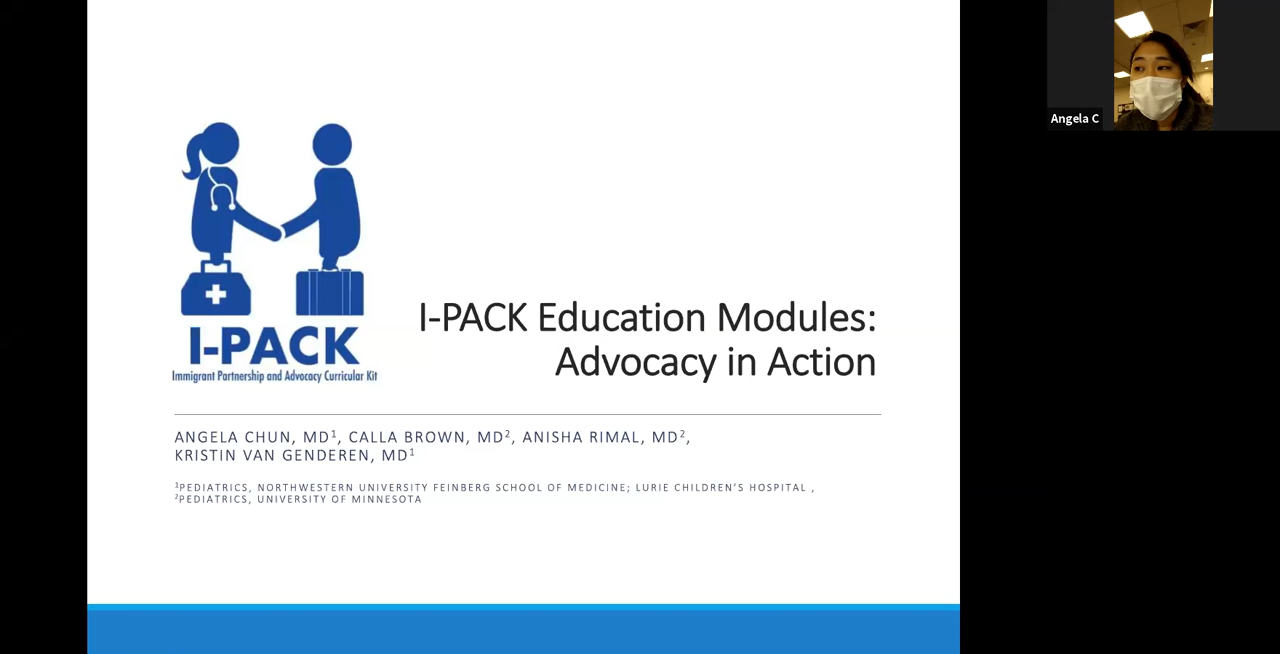 I-PACK
Immigrant Partnership and Advocacy Curricular Kit
I-PACK Education Modules:
Advocacy in Action
ANGELA CHUN, MD¹, CALLA BROWN, MD², ANISHA RIMAL, MD²,
KRISTIN VAN GENDEREN, MD¹
¹PEDIATRICS, NORTHWESTERN UNIVERSITY FEINBERG SCHOOL OF MEDICINE; LURIE CHILDREN'S HOSPITAL ,
²PEDIATRICS, UNIVERSITY OF MINNESOTA
Angela C